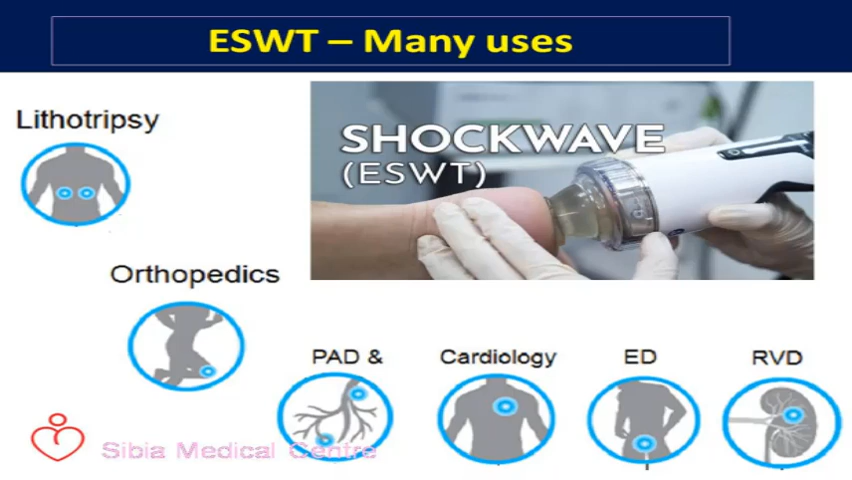 ESWT – Many uses
Lithotripsy
SHOCKWAVE
(ESWT)
Orthopedics
PAD &
Cardiology
ED
RVD
Sibia Medical Centre